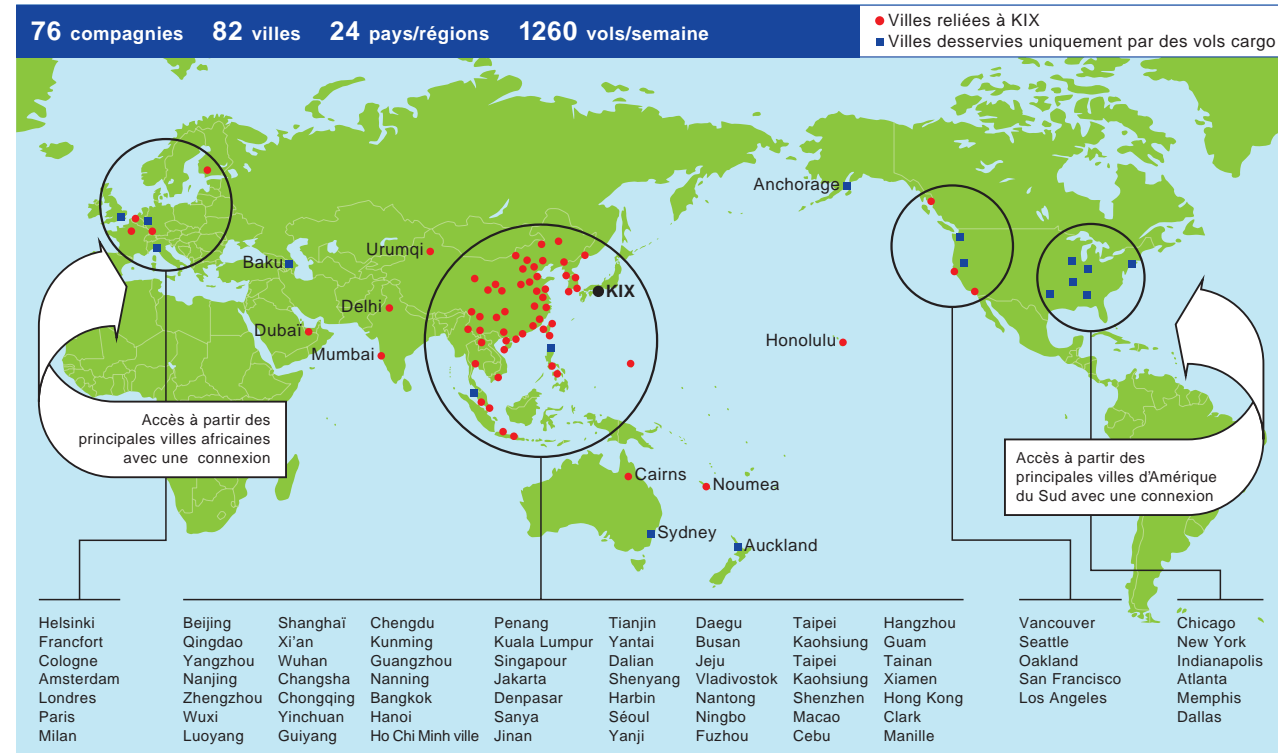 76 compagnies 82 villes 24 pays/régions 1260 vols/semaine
Villes reliées à KIX
Villes desservies uniquement par des vols cargo
Anchorage
Urumqi
Baku
KIX
Delhi
Dubaï
Honolulu
Mumbai
Accès à partir des
principales villes africaines
avec une connexion
Accès à partir des
principales villes d'Amérique
du Sud avec une connexion
Cairns
Noumea
Sydney
Auckland
Helsinki
Francfort
Cologne
Amsterdam
Londres
Paris
Milan
Beijing
Qingdao
Yangzhou
Nanjing
Zhengzhou
Wuxi
Luoyang
Shanghaï
Xi'an
Wuhan
Changsha
Chongqing
Yinchuan
Guiyang
Chengdu
Kunming
Guangzhou
Nanning
Bangkok
Hanoi
Ho Chi Minh ville
Penang
Kuala Lumpur
Singapour
Jakarta
Denpasar
Sanya
Jinan
Tianjin
Yantai
Dalian
Shenyang
Harbin
Séoul
Yanji
Daegu
Busan
Jeju
Vladivostok
Nantong
Ningbo
Fuzhou
Taipei
Kaohsiung
Taipei
Kaohsiung
Shenzhen
Macao
Cebu
Hangzhou
Guam
Tainan
Xiamen
Hong Kong
Clark
Manille
Vancouver
Seattle
Oakland
San Francisco
Los Angeles
Chicago
New York
Indianapolis
Atlanta
Memphis
Dallas